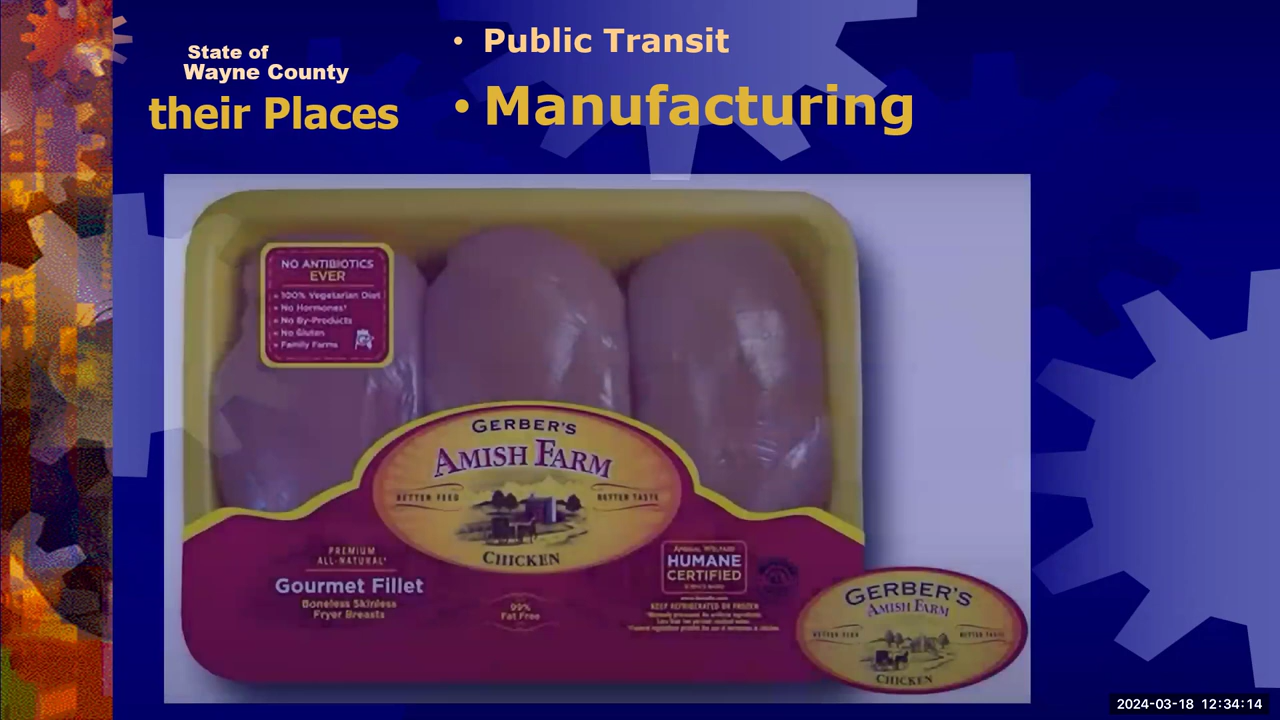 State of
Wayne County
their Places
• Public Transit
• Manufacturing
NO ANTIBIOTICS
EVER
• 100% Vegetarian Diet
• No Hormones*
• No By-Products
• No Gluten
• Family Farms
GERBER'S
AMISH FARM
BETTER FEED
BETTER TASTE
CHICKEN
PREMIUM
ALL-NATURAL*
Gourmet Fillet
Boneless Skinless
Fryer Breasts
99%
Fat Free
ANIMAL WELFARE
HUMANE
CERTIFIED
KEEP REFRIGERATED OR FROZEN
GERBER'S
AMISH FARM
BETTER FEED
BETTER TASTE
CHICKEN
2024-03-18 12:34:14